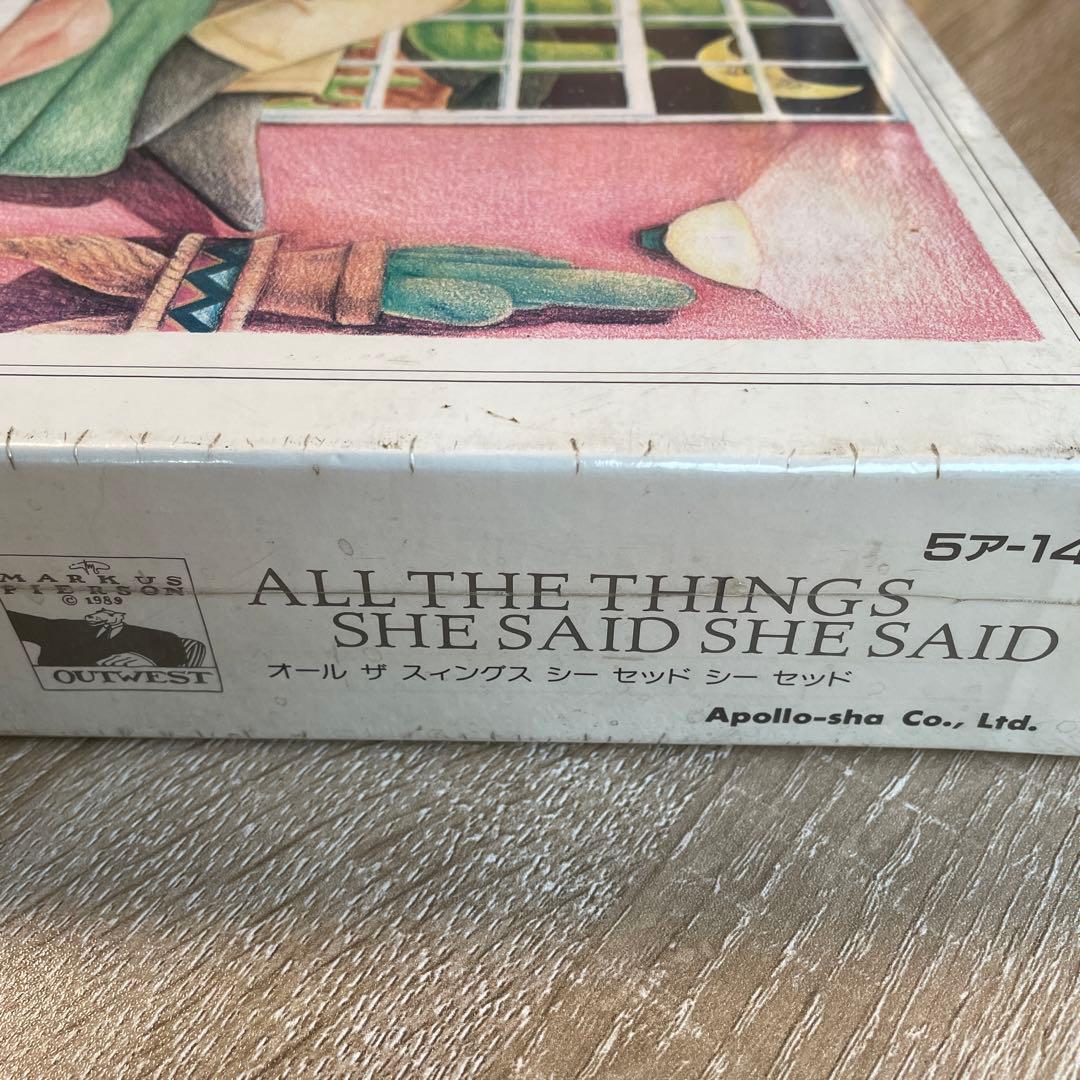 5ア-14
MARKUS
PIERSON
© 1989
OUTWEST
ALL THE THINGS
SHE SAID SHE SAID
オール ザ スィングス シー セッド シー セッド
Apollo-sha Co., Ltd.